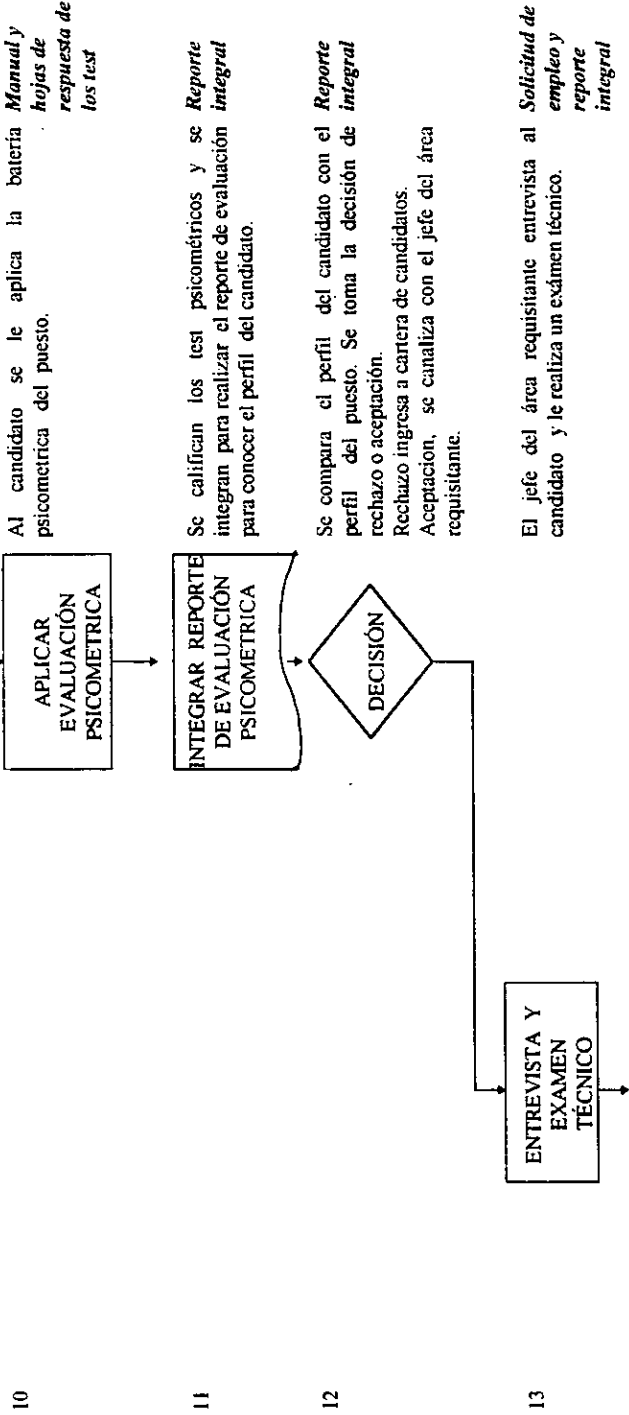 10
APLICAR
EVALUACIÓN
PSICOMETRICA
Al candidato se le aplica la batería
psicometrica del puesto.
Manual y
hojas de
respuesta de
los test
11
INTEGRAR REPORTE
DE EVALUACIÓN
PSICOMETRICA
Se califican los test psicométricos y se
integran para realizar el reporte de evaluación
para conocer el perfil del candidato.
Reporte
integral
12
DECISIÓN
Se compara el perfil del candidato con el
perfil del puesto. Se toma la decisión de
rechazo o aceptación.
Rechazo ingresa a cartera de candidatos.
Aceptacion, se canaliza con el jefe del área
requisitante.
Reporte
integral
13
ENTREVISTA Y
EXAMEN
TÉCNICO
El jefe del área requisitante entrevista al
candidato y le realiza un exámen técnico.
Solicitud de
empleo y
reporte
integral